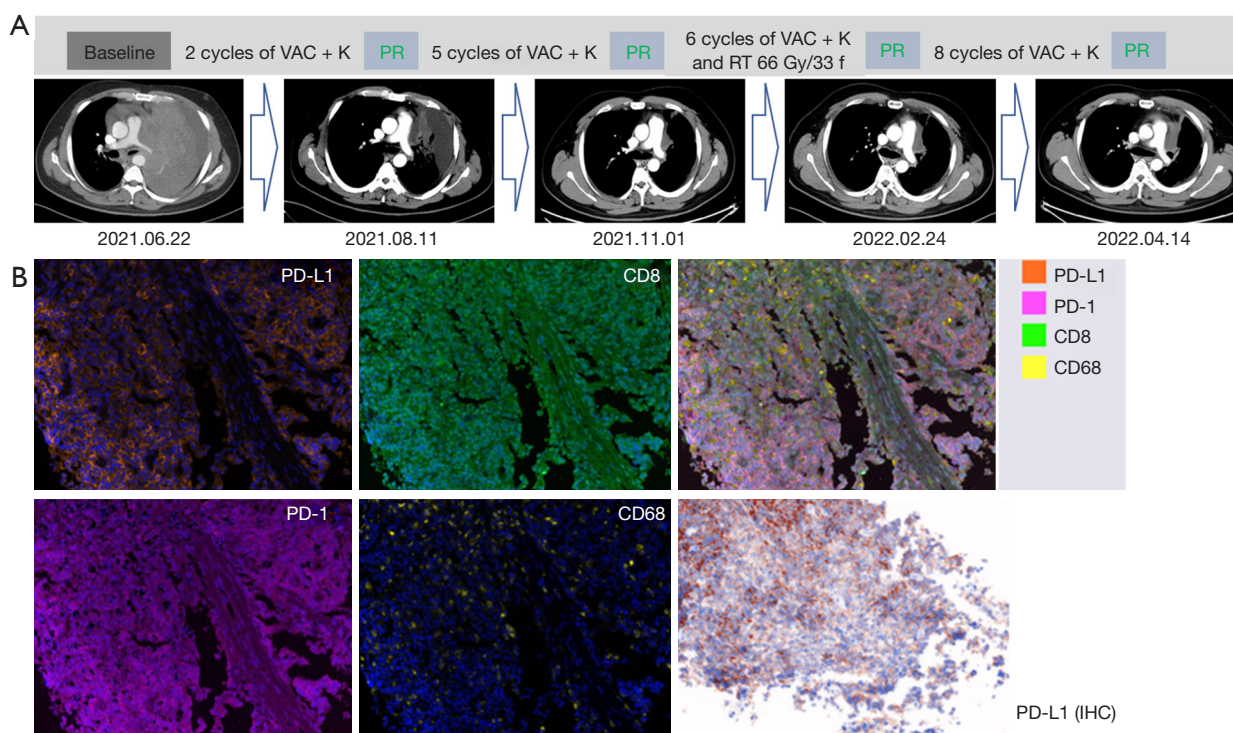 A
Baseline 2 cycles of VAC + K PR 5 cycles of VAC + K PR 6 cycles of VAC + K and RT 66 Gy/33 f PR 8 cycles of VAC + K PR
2021.06.22 2021.08.11 2021.11.01 2022.02.24 2022.04.14
B
PD-L1 CD8
PD-L1
PD-1
CD8
CD68
PD-1 CD68
PD-L1 (IHC)